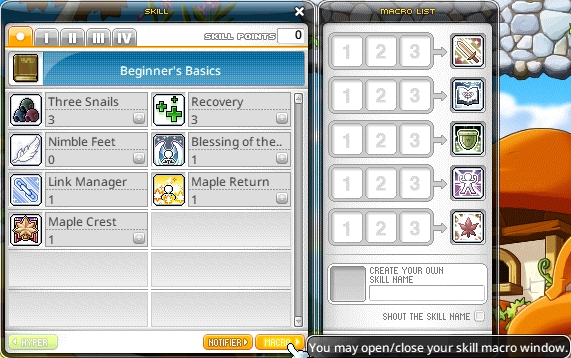 SKILL
I II III IV
SKILL POINTS 0
Beginner's Basics
Three Snails
3
Recovery
3
Nimble Feet
0
Blessing of the..
1
Link Manager
1
Maple Return
1
Maple Crest
1
HYPER
NOTIFIER
MACRO
MACRO LIST
1 2 3
1 2 3
1 2 3
1 2 3
1 2 3
CREATE YOUR OWN
SKILL NAME
SHOUT THE SKILL NAME
You may open/close your skill macro window.